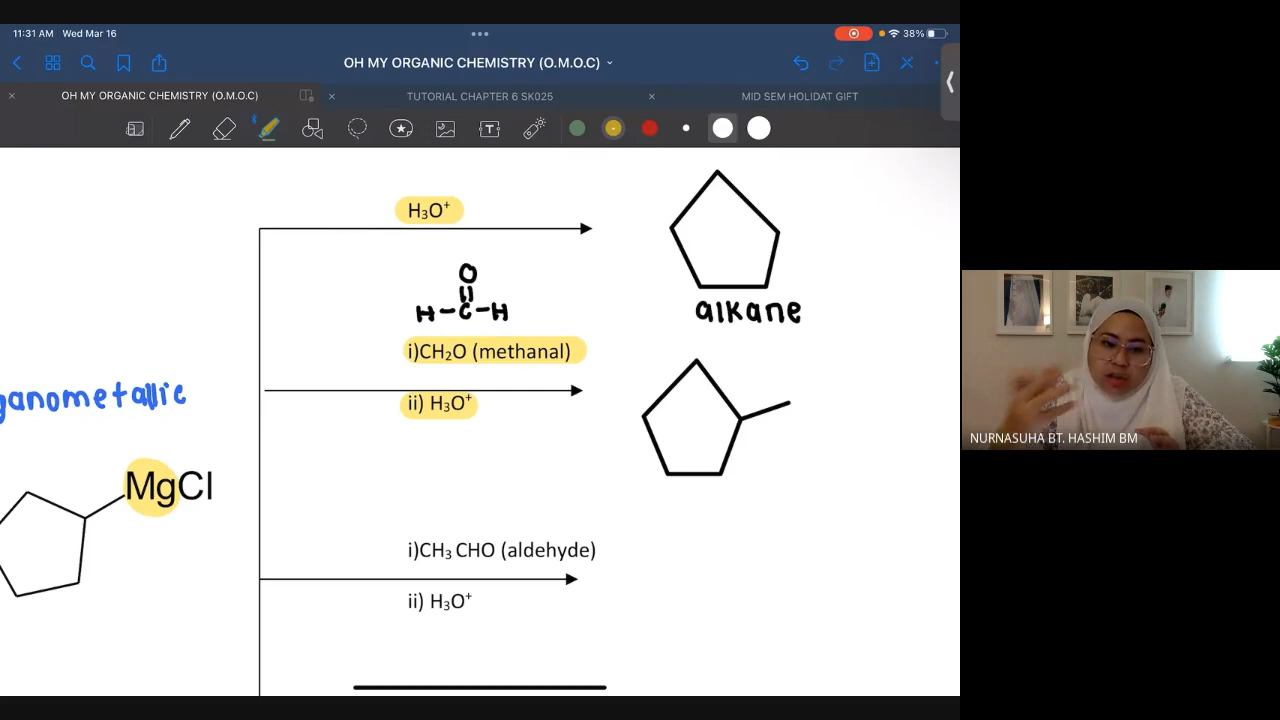 11:31 AM Wed Mar 16
38%
OH MY ORGANIC CHEMISTRY (O.M.O.C)
OH MY ORGANIC CHEMISTRY (O.M.O.C)
TUTORIAL CHAPTER 6 SK025
MID SEM HOLIDAT GIFT
H₃O⁺
O
H-C-H
alkane
i)CH₂O (methanal)
ii) H₃O⁺
ganometallic
MgCl
i)CH₃ CHO (aldehyde)
ii) H₃O⁺
NURNASUHA BT. HASHIM BM